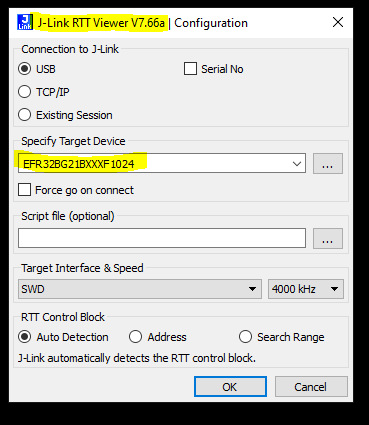 J-Link RTT Viewer V7.66a | Configuration
Connection to J-Link
USB
Serial No
TCP/IP
Existing Session
Specify Target Device
EFR32BG21BXXXF1024
...
Force go on connect
Script file (optional)
...
Target Interface & Speed
SWD
4000 kHz
RTT Control Block
Auto Detection
Address
Search Range
J-Link automatically detects the RTT control block.
OK
Cancel